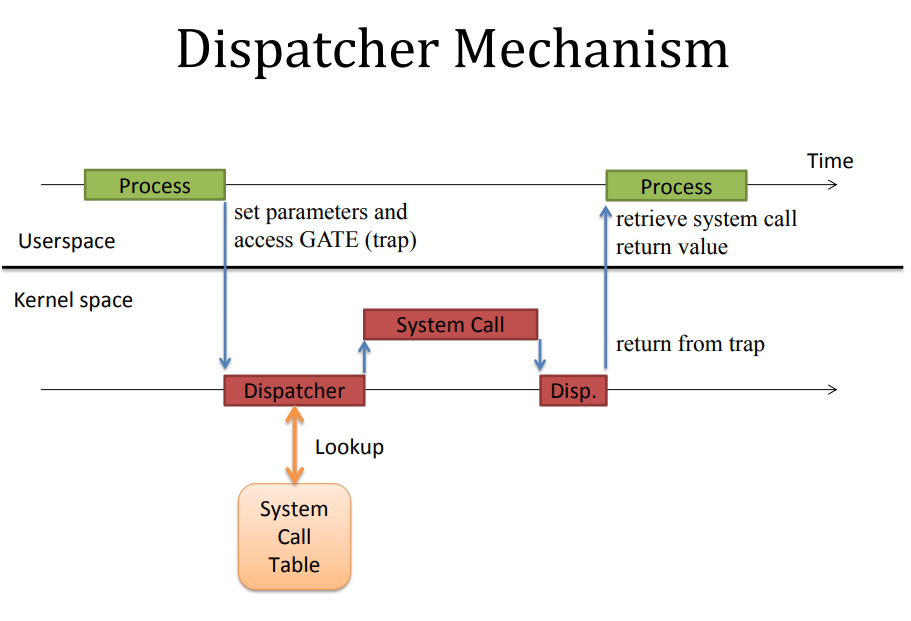 Dispatcher Mechanism
Time
Process
Process
set parameters and
access GATE (trap)
retrieve system call
return value
Userspace
Kernel space
System Call
return from trap
Dispatcher
Disp.
Lookup
System
Call
Table